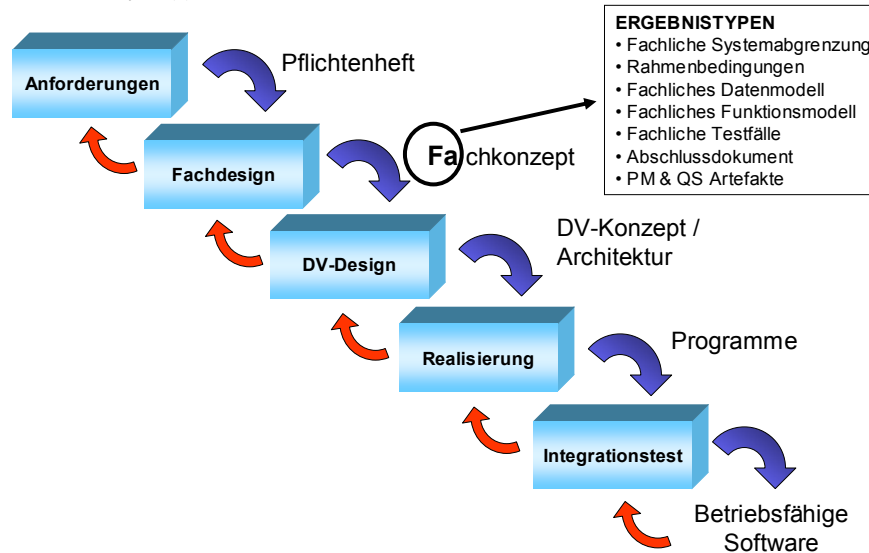 Anforderungen
Pflichtenheft
Fachdesign
Fachkonzept
ERGEBNISTYPEN
• Fachliche Systemabgrenzung
• Rahmenbedingungen
• Fachliches Datenmodell
• Fachliches Funktionsmodell
• Fachliche Testfälle
• Abschlussdokument
• PM & QS Artefakte
DV-Design
DV-Konzept /
Architektur
Realisierung
Programme
Integrationstest
Betriebsfähige
Software